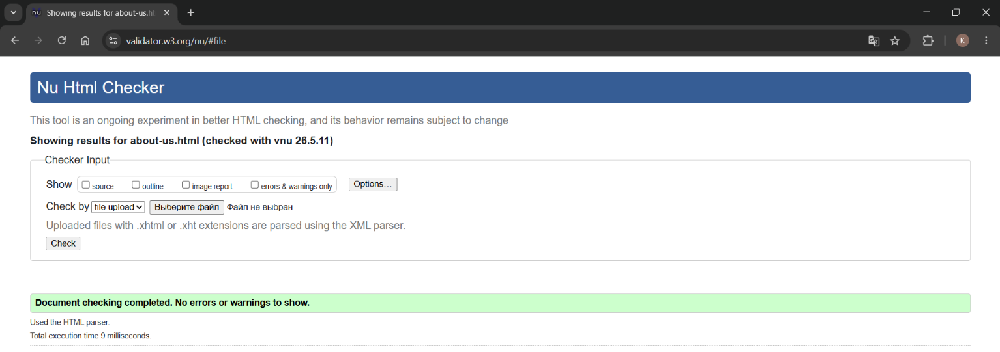 nu Showing results for about-us.ht
validator.w3.org/nu/#file
K
Nu Html Checker
This tool is an ongoing experiment in better HTML checking, and its behavior remains subject to change
Showing results for about-us.html (checked with vnu 26.5.11)
Checker Input
Show source outline image report errors & warnings only Options...
Check by file upload Выберите файл Файл не выбран
Uploaded files with .xhtml or .xht extensions are parsed using the XML parser.
Check
Document checking completed. No errors or warnings to show.
Used the HTML parser.
Total execution time 9 milliseconds.